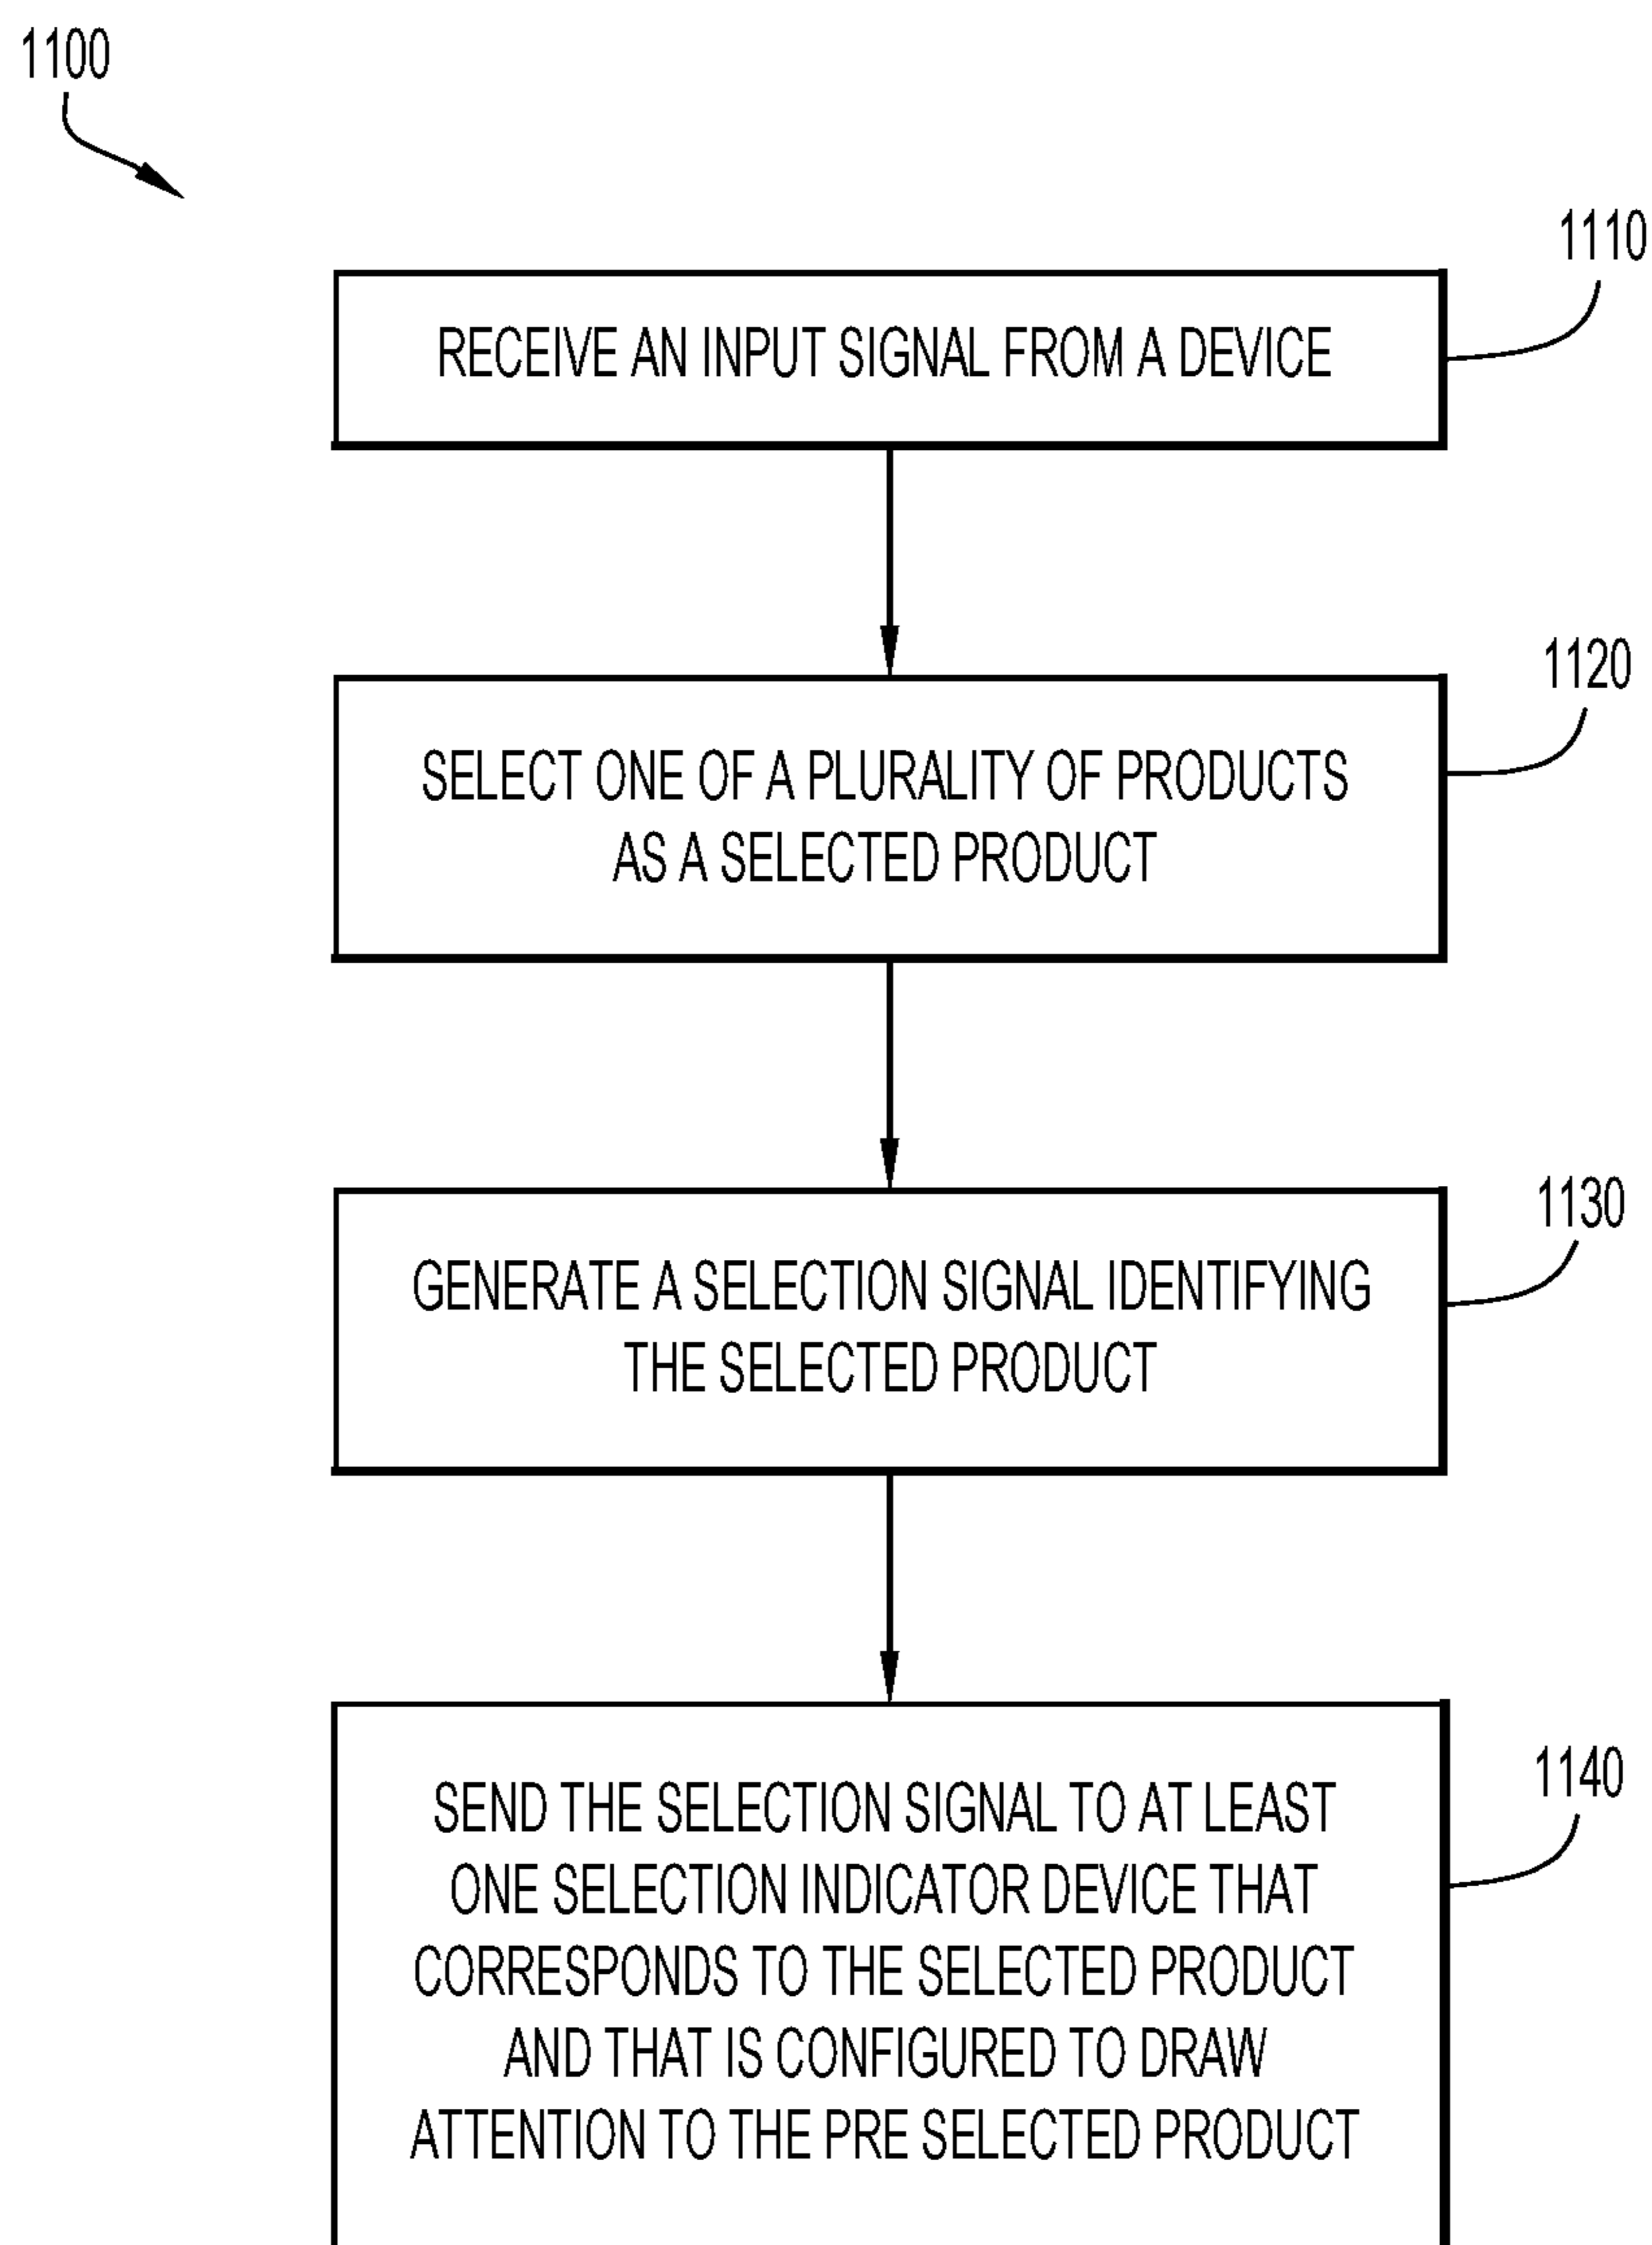 1100
1110
RECEIVE AN INPUT SIGNAL FROM A DEVICE
1120
SELECT ONE OF A PLURALITY OF PRODUCTS
AS A SELECTED PRODUCT
1130
GENERATE A SELECTION SIGNAL IDENTIFYING
THE SELECTED PRODUCT
1140
SEND THE SELECTION SIGNAL TO AT LEAST
ONE SELECTION INDICATOR DEVICE THAT
CORRESPONDS TO THE SELECTED PRODUCT
AND THAT IS CONFIGURED TO DRAW
ATTENTION TO THE PRE SELECTED PRODUCT